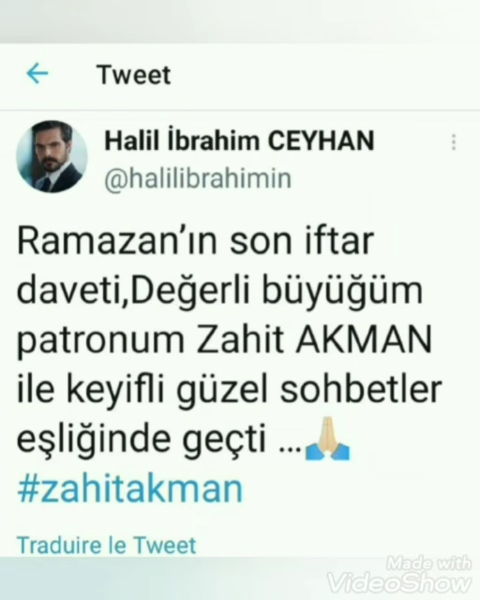 Tweet
Halil İbrahim CEYHAN
@halilibrahimin
Ramazan’ın son iftar
daveti,Değerli büyüğüm
patronum Zahit AKMAN
ile keyifli güzel sohbetler
eşliğinde geçti ...🙏🏼
#zahitakman
Traduire le Tweet
Made with
VideoShow